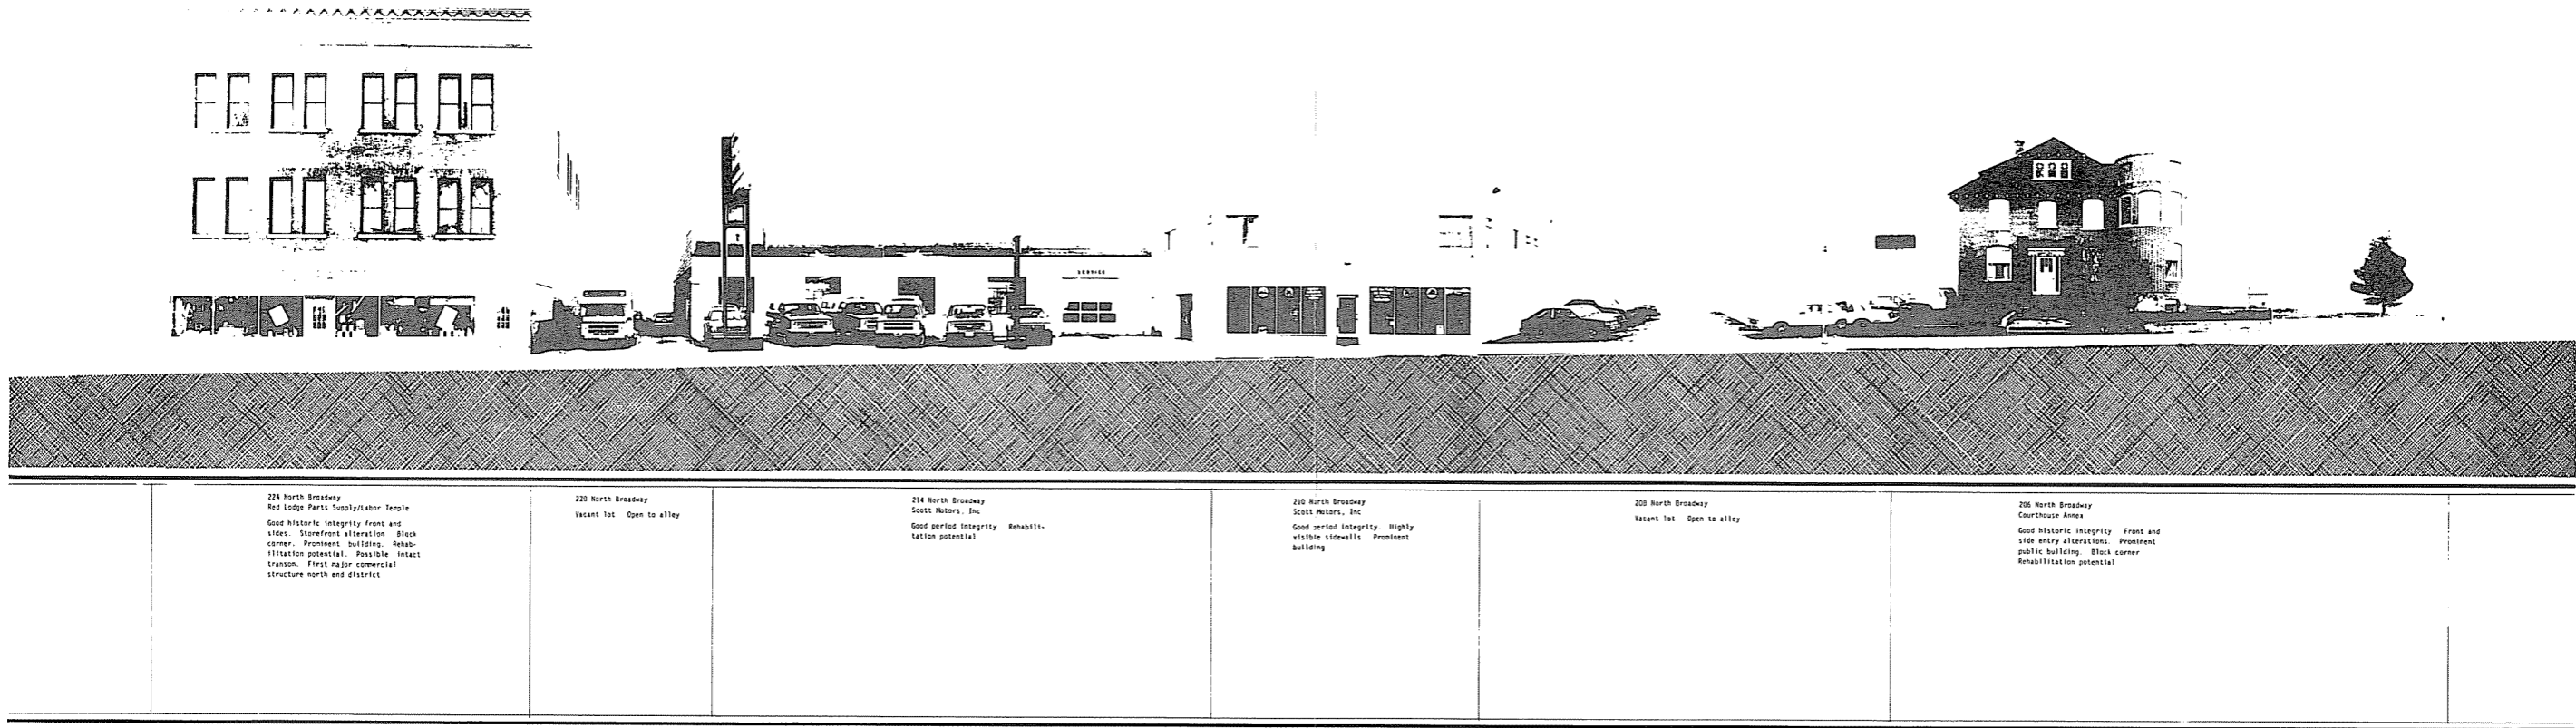 SERVICE
224 North Broadway
Red Lodge Parts Supply/Labor Temple
Good historic integrity front and
sides. Storefront alteration Block
corner. Prominent building. Rehab-
ilitation potential. Possible intact
transom. First major commercial
structure north end district
220 North Broadway
Vacant lot Open to alley
214 North Broadway
Scott Motors, Inc
Good period integrity Rehabili-
tation potential
210 North Broadway
Scott Motors, Inc
Good period integrity. Highly
visible sidewalls Prominent
building
208 North Broadway
Vacant lot Open to alley
206 North Broadway
Courthouse Annex
Good historic integrity Front and
side entry alterations. Prominent
public building. Block corner
Rehabilitation potential